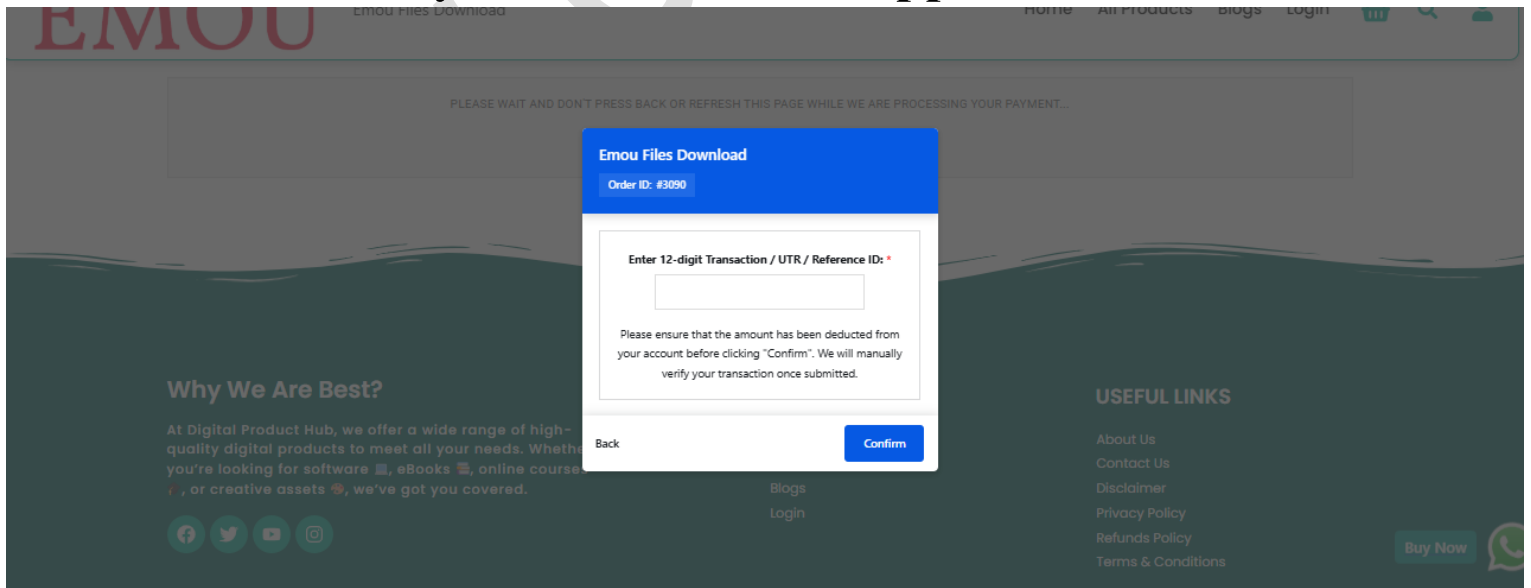 EMOU
Emou Files Download
Home All Products Blogs Login
PLEASE WAIT AND DON'T PRESS BACK OR REFRESH THIS PAGE WHILE WE ARE PROCESSING YOUR PAYMENT...
Emou Files Download
Order ID: #3090
Enter 12-digit Transaction / UTR / Reference ID: *
Please ensure that the amount has been deducted from
your account before clicking "Confirm". We will manually
verify your transaction once submitted.
Back
Confirm
Why We Are Best?
At Digital Product Hub, we offer a wide range of high-
quality digital products to meet all your needs.
you're looking for software 💻, eBooks 📚, online
, or creative assets 🎨, we've got you covered.
Blogs
Login
USEFUL LINKS
About Us
Contact Us
Disclaimer
Privacy Policy
Refunds Policy
Terms & Conditions
Buy Now